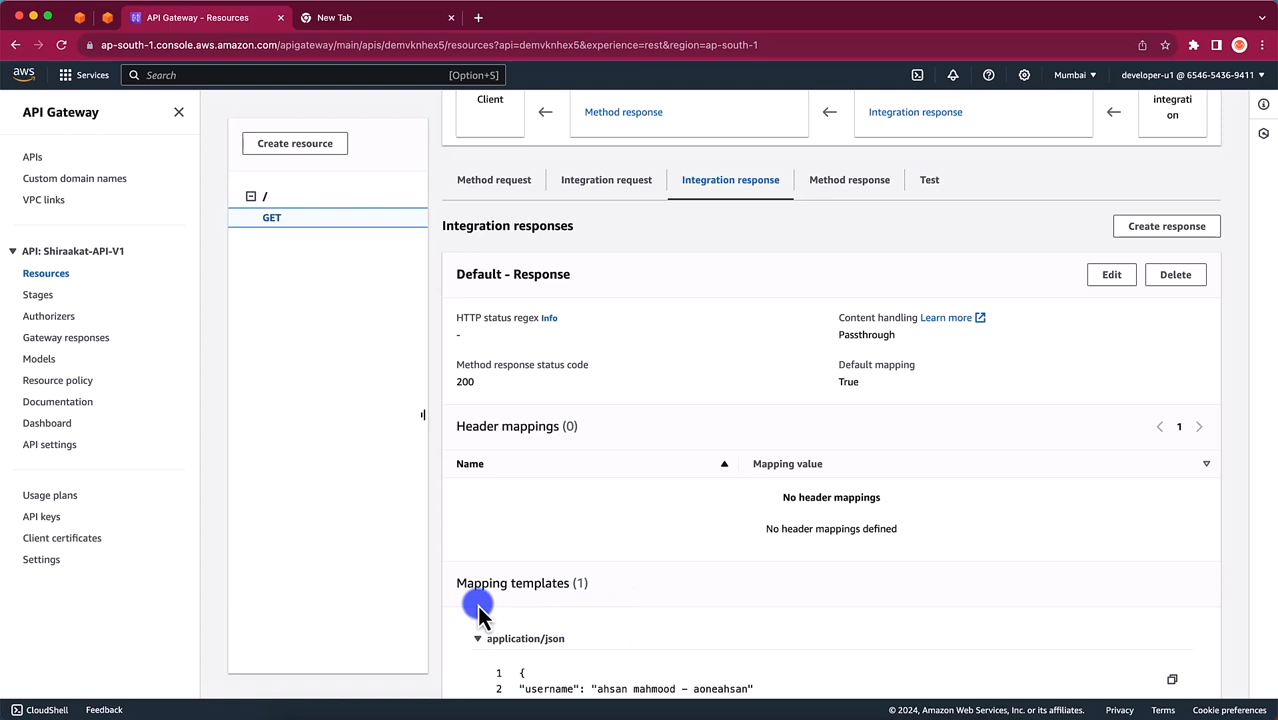 API Gateway - Resources
New Tab
ap-south-1.console.aws.amazon.com/apigateway/main/apis/demvknhex5/resources?api=demvknhex5&experience=rest&region=ap-south-1
aws
Services
Search
[Option+S]
Mumbai
developer-u1 @ 6546-5436-9411
API Gateway
APIs
Custom domain names
VPC links
API: Shiraakat-API-V1
Resources
Stages
Authorizers
Gateway responses
Models
Resource policy
Documentation
Dashboard
API settings
Usage plans
API keys
Client certificates
Settings
Create resource
/
GET
Client
Method response
Integration response
integrati
on
Method request
Integration request
Integration response
Method response
Test
Integration responses
Create response
Default - Response
Edit
Delete
HTTP status regex Info
-
Content handling Learn more
Passthrough
Method response status code
200
Default mapping
True
Header mappings (0)
1
Name
Mapping value
No header mappings
No header mappings defined
Mapping templates (1)
application/json
1 {
2 "username": "ahsan mahmood - aoneahsan"
CloudShell
Feedback
© 2024, Amazon Web Services, Inc. or its affiliates.
Privacy
Terms
Cookie preferences